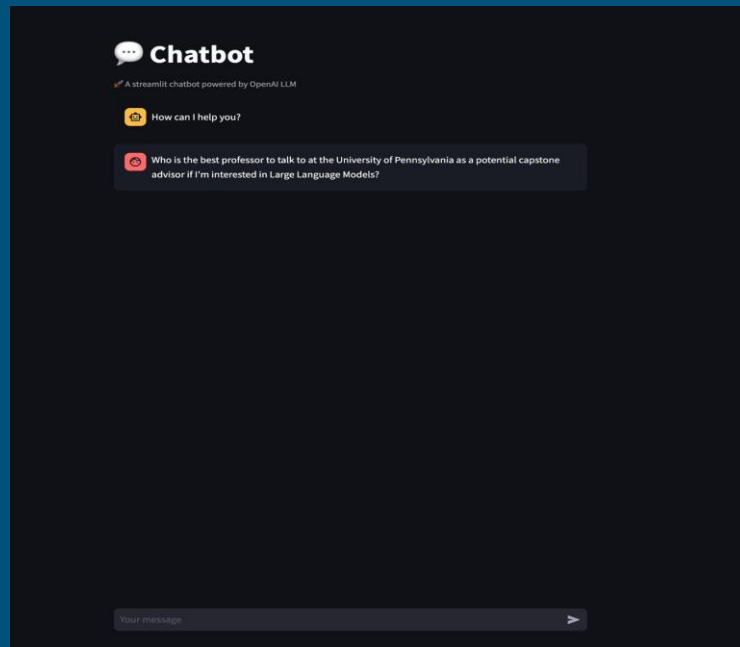 💬 Chatbot
🚀 A streamlit chatbot powered by OpenAI LLM
How can I help you?
Who is the best professor to talk to at the University of Pennsylvania as a potential capstone
advisor if I'm interested in Large Language Models?
Your message